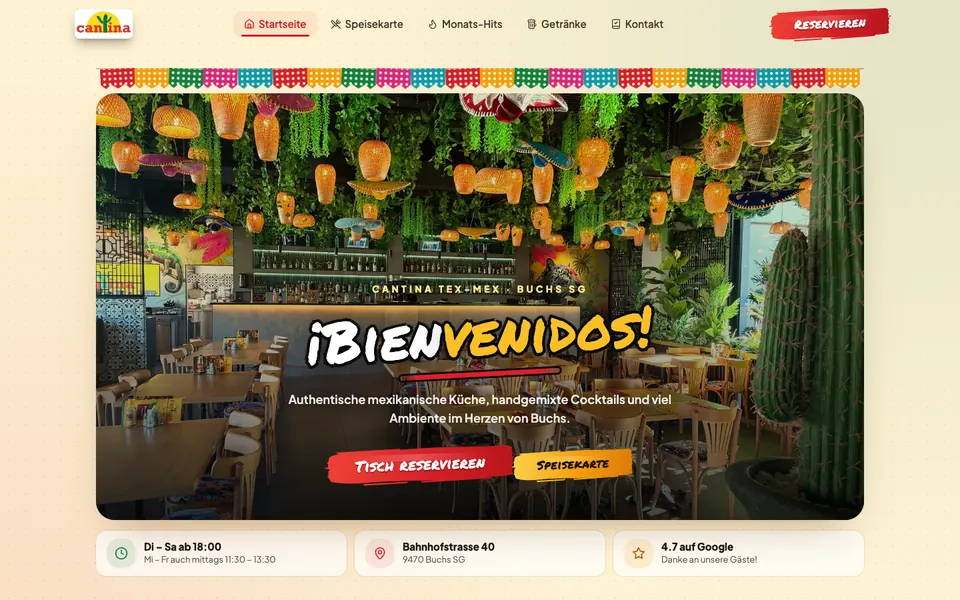 cantina
Startseite
Speisekarte
Monats-Hits
Getränke
Kontakt
Reservieren
CANTINA TEX-MEX · BUCHS SG
¡BIENVENIDOS!
Authentische mexikanische Küche, handgemixte Cocktails und viel
Ambiente im Herzen von Buchs.
Tisch reservieren
Speisekarte
Di – Sa ab 18:00
Mi – Fr auch mittags 11:30 – 13:30
Bahnhofstrasse 40
9470 Buchs SG
4.7 auf Google
Danke an unsere Gäste!